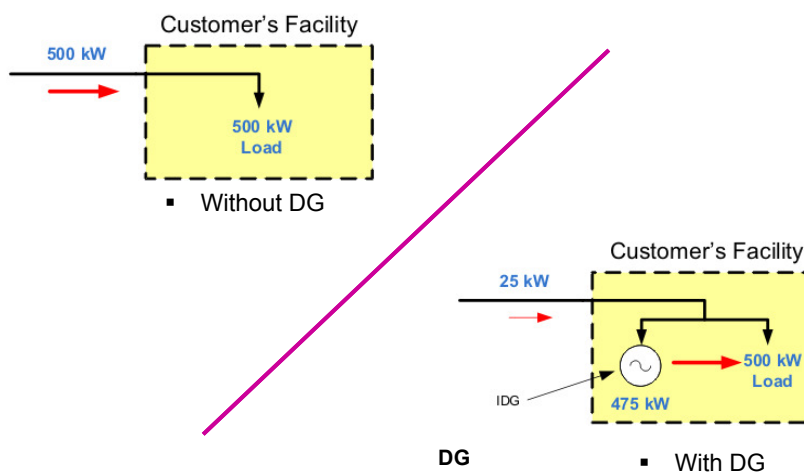 Customer's Facility
500 kW
500 kW
Load
▪ Without DG
Customer's Facility
25 kW
500 kW
Load
IDG
475 kW
DG
▪ With DG